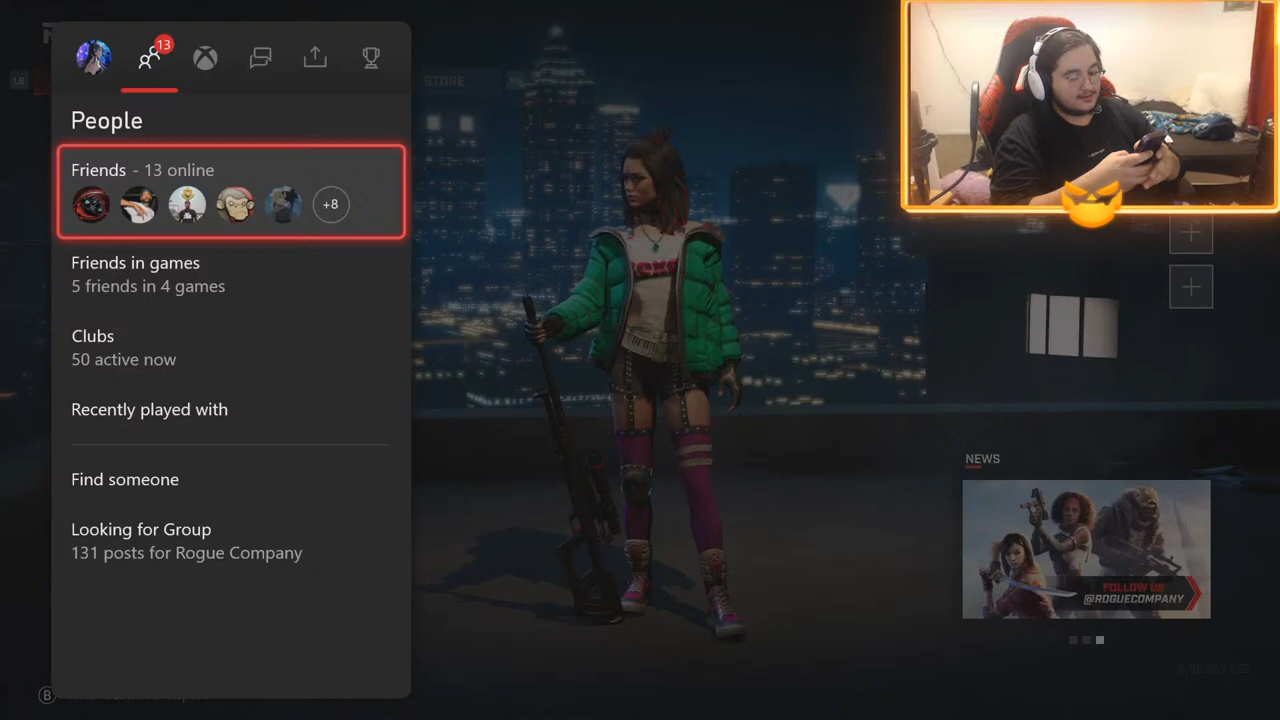 13
LB
STORE
People
Friends - 13 online
+8
Friends in games
5 friends in 4 games
Clubs
50 active now
Recently played with
Find someone
Looking for Group
131 posts for Rogue Company
NEWS
FOLLOW US
@ROGUECOMPANY
B